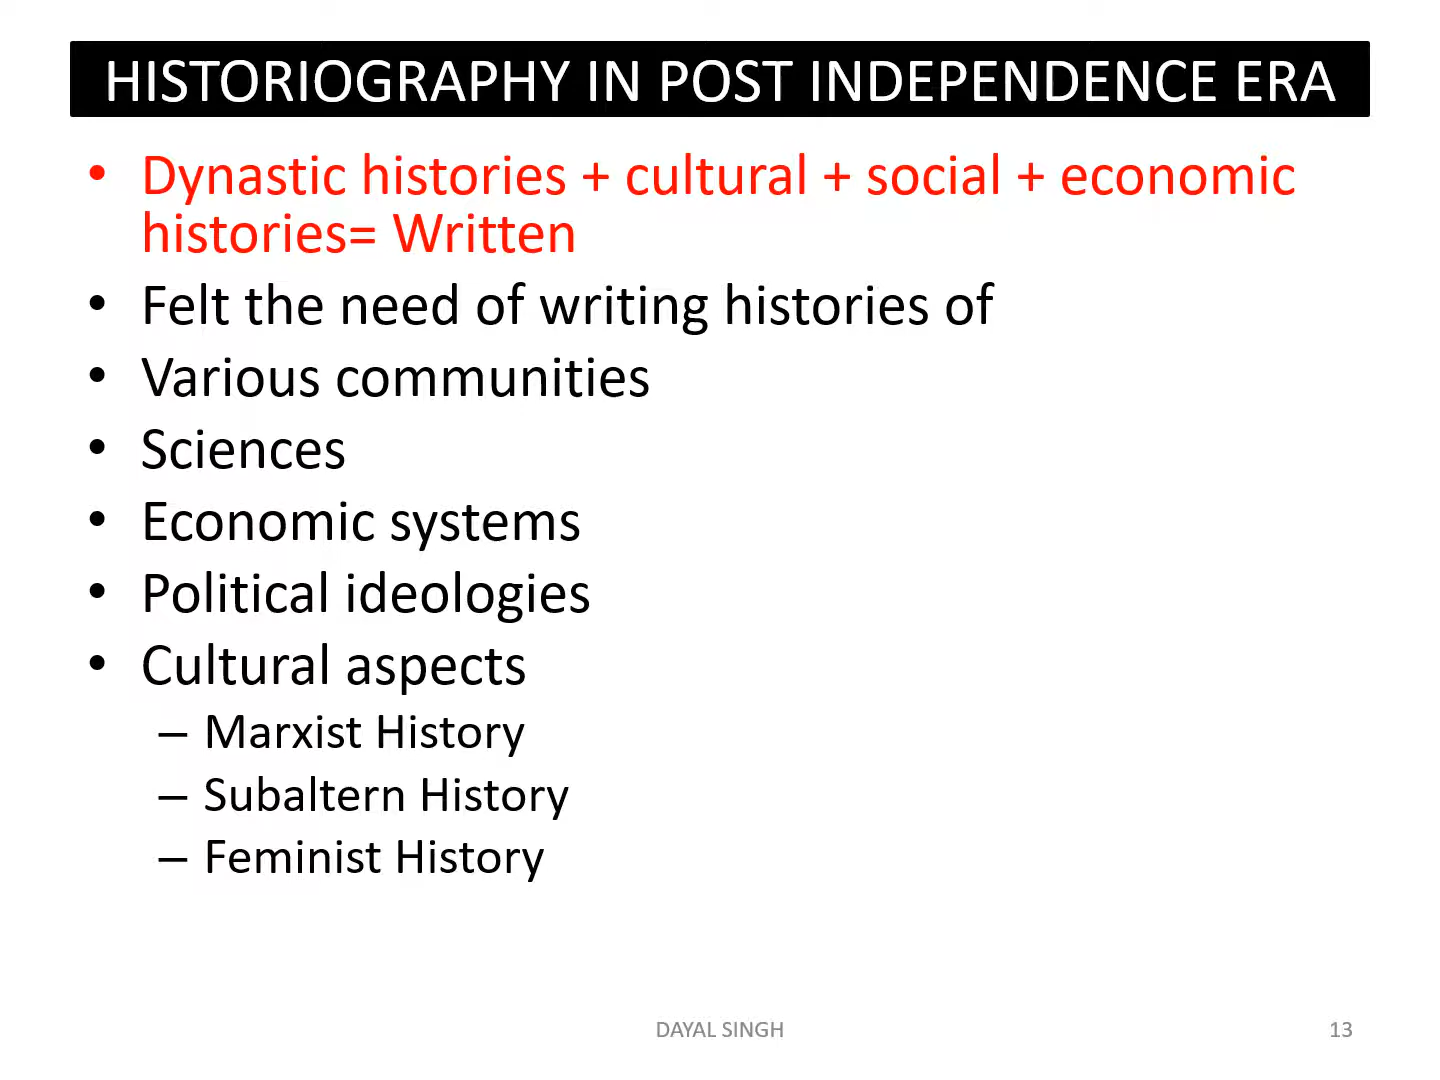 HISTORIOGRAPHY IN POST INDEPENDENCE ERA
• Dynastic histories + cultural + social + economic
histories= Written
• Felt the need of writing histories of
• Various communities
• Sciences
• Economic systems
• Political ideologies
• Cultural aspects
– Marxist History
– Subaltern History
– Feminist History
DAYAL SINGH
13